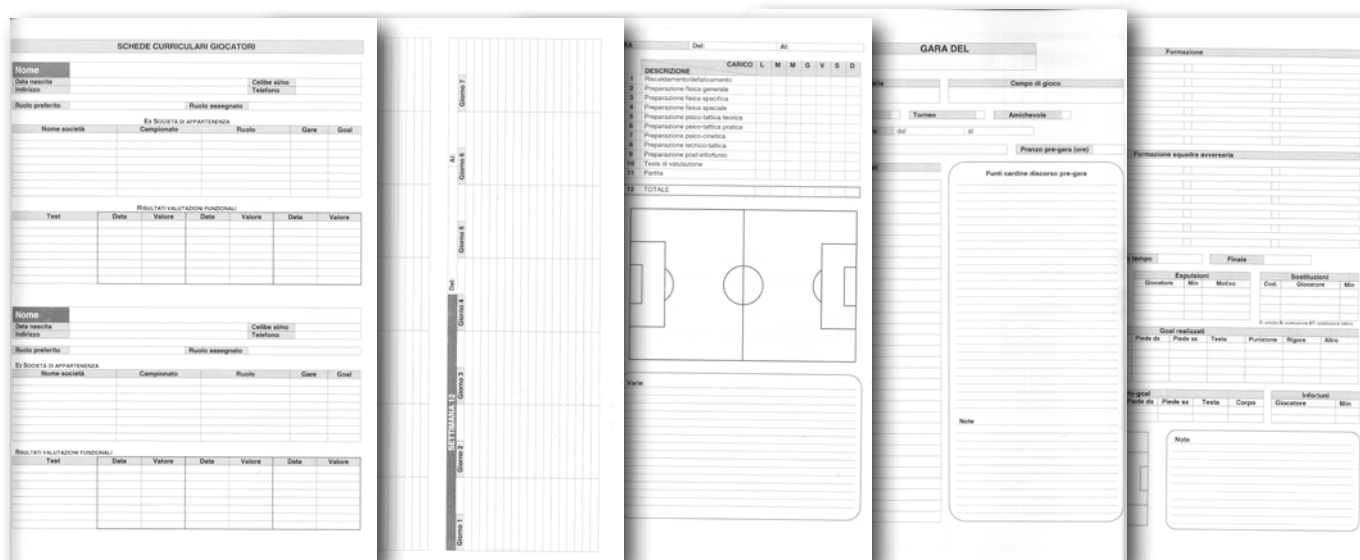 SCHEDE CURRICULARI GIOCATORI
Nome
Data nascita Celibe si/no
Indirizzo Telefono
Ruolo preferito Ruolo assegnato
EX SOCIETÀ DI APPARTENENZA
Nome società Campionato Ruolo Gare Goal
RISULTATI VALUTAZIONI FUNZIONALI
Test Data Valore Data Valore Data Valore
Nome
Data nascita Celibe si/no
Indirizzo Telefono
Ruolo preferito Ruolo assegnato
EX SOCIETÀ DI APPARTENENZA
Nome società Campionato Ruolo Gare Goal
RISULTATI VALUTAZIONI FUNZIONALI
Test Data Valore Data Valore Data Valore
SETTIMANA 12 Dal: Al:
Giorno 1 Giorno 2 Giorno 3 Giorno 4 Giorno 5 Giorno 6 Giorno 7
Dal: Al:
DESCRIZIONE CARICO L M M G V S D
1 Riscaldamento/defaticamento
2 Preparazione fisica generale
3 Preparazione fisica specifica
4 Preparazione fisica speciale
5 Preparazione psico-tattica teorica
6 Preparazione psico-tattica pratica
7 Preparazione psico-cinetica
8 Preparazione tecnico-tattica
9 Preparazione post-infortunio
10 Tests di valutazione
11 Partita
12 TOTALE
Varie
GARA DEL
Campo di gioco
Torneo Amichevole
dal al
Pranzo pre-gara (ore)
Punti cardine discorso pre-gara
Note
Formazione
Formazione squadra avversaria
tempo Finale
Espulsioni
Giocatore Min Motivo
Sostituzioni
Cod. Giocatore Min
Goal realizzati
Piede dx Piede sx Testa Punizione Rigore Altro
Piede dx Piede sx Testa Corpo
Infortuni
Giocatore Min
Note